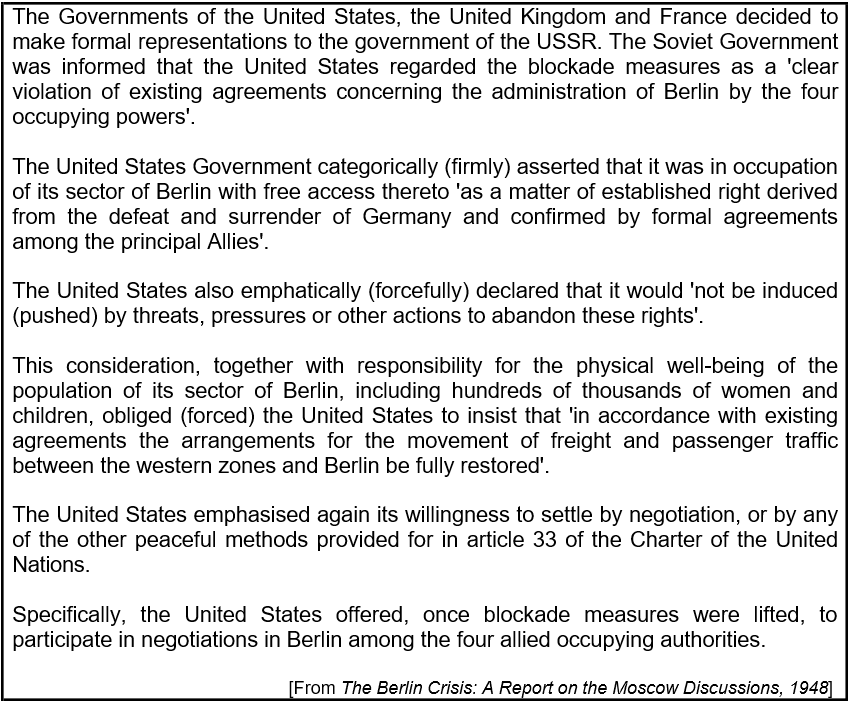 The Governments of the United States, the United Kingdom and France decided to
make formal representations to the government of the USSR. The Soviet Government
was informed that the United States regarded the blockade measures as a 'clear
violation of existing agreements concerning the administration of Berlin by the four
occupying powers'.
The United States Government categorically (firmly) asserted that it was in occupation
of its sector of Berlin with free access thereto 'as a matter of established right derived
from the defeat and surrender of Germany and confirmed by formal agreements
among the principal Allies'.
The United States also emphatically (forcefully) declared that it would 'not be induced
(pushed) by threats, pressures or other actions to abandon these rights'.
This consideration, together with responsibility for the physical well-being of the
population of its sector of Berlin, including hundreds of thousands of women and
children, obliged (forced) the United States to insist that 'in accordance with existing
agreements the arrangements for the movement of freight and passenger traffic
between the western zones and Berlin be fully restored'.
The United States emphasised again its willingness to settle by negotiation, or by any
of the other peaceful methods provided for in article 33 of the Charter of the United
Nations.
Specifically, the United States offered, once blockade measures were lifted, to
participate in negotiations in Berlin among the four allied occupying authorities.
[From The Berlin Crisis: A Report on the Moscow Discussions, 1948]